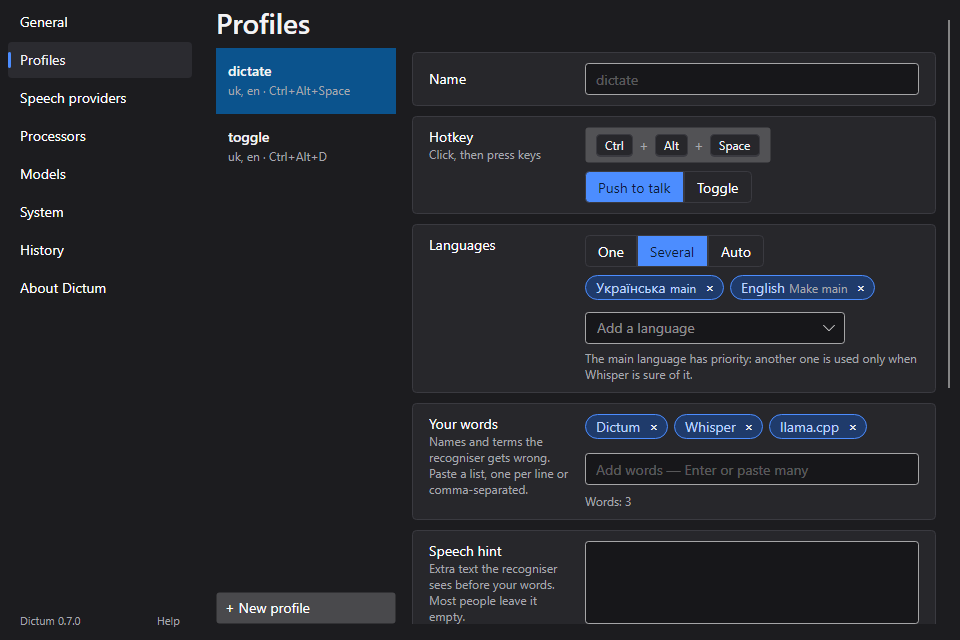 General
Profiles
Speech providers
Processors
Models
System
History
About Dictum
Dictum 0.7.0
Help
Profiles
dictate
uk, en · Ctrl+Alt+Space
toggle
uk, en · Ctrl+Alt+D
+ New profile
Name
dictate
Hotkey
Click, then press keys
Ctrl + Alt + Space
Push to talk Toggle
Languages
One Several Auto
Українська main × English Make main ×
Add a language
The main language has priority: another one is used only when
Whisper is sure of it.
Your words
Names and terms the
recogniser gets wrong.
Paste a list, one per line or
comma-separated.
Dictum × Whisper × llama.cpp ×
Add words — Enter or paste many
Words: 3
Speech hint
Extra text the recogniser
sees before your words.
Most people leave it
empty.